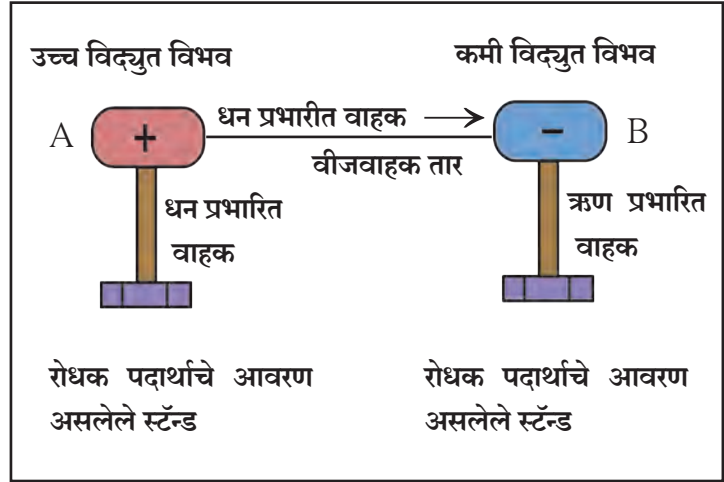 उच्च विद्युत विभव
कमी विद्युत विभव
A
+
धन प्रभारीत वाहक
-
B
वीजवाहक तार
धन प्रभारित
वाहक
ऋण प्रभारित
वाहक
रोधक पदार्थाचे आवरण
असलेले स्टॅन्ड
रोधक पदार्थाचे आवरण
असलेले स्टॅन्ड